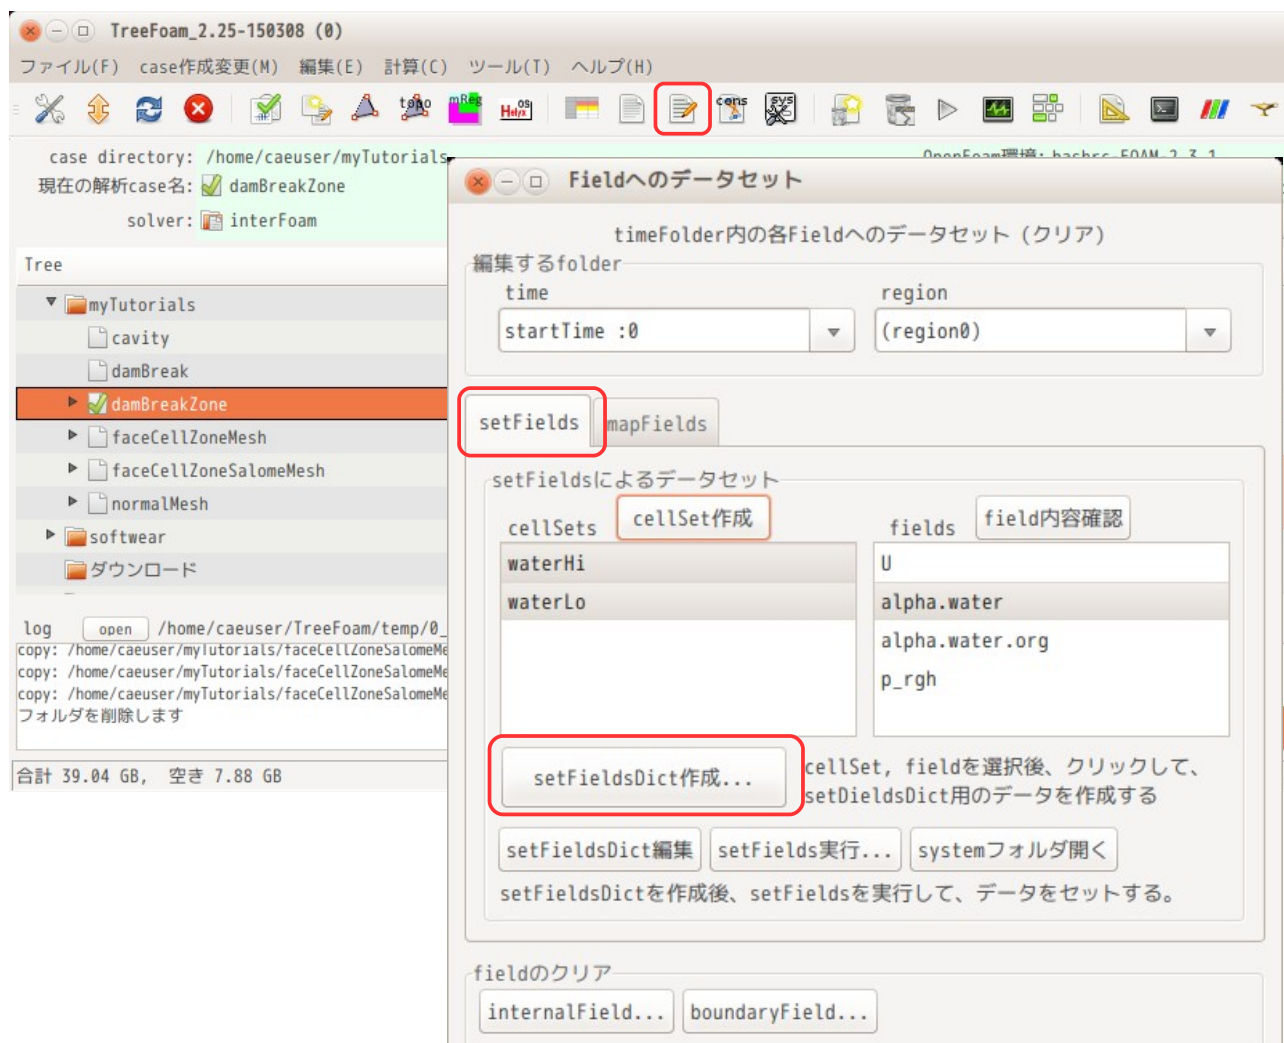 TreeFoam_2.25-150308 (0)
ファイル(F) case作成変更(M) 編集(E) 計算(C) ツール(T) ヘルプ(H)
topo mReg Helyx OS cons sys
case directory: /home/caeuser/myTutorials
OpenFoam環境: bashrc-FOAM-2.3.1
現在の解析case名: damBreakZone
solver: interFoam
Tree
myTutorials
cavity
damBreak
damBreakZone
faceCellZoneMesh
faceCellZoneSalomeMesh
normalMesh
softwear
ダウンロード
log open /home/caeuser/TreeFoam/temp/0_
copy: /home/caeuser/myTutorials/faceCellZoneSalomeMe
copy: /home/caeuser/myTutorials/faceCellZoneSalomeMe
copy: /home/caeuser/myTutorials/faceCellZoneSalomeMe
フォルダを削除します
合計 39.04 GB, 空き 7.88 GB
Fieldへのデータセット
timeFolder内の各Fieldへのデータセット (クリア)
編集するfolder
time region
startTime :0 (region0)
setFields mapFields
setFieldsによるデータセット
cellSets cellSet作成 fields field内容確認
waterHi U
waterLo alpha.water
alpha.water.org
p_rgh
setFieldsDict作成...
cellSet, fieldを選択後、クリックして、
setDieldsDict用のデータを作成する
setFieldsDict編集 setFields実行... systemフォルダ開く
setFieldsDictを作成後、setFieldsを実行して、データをセットする。
fieldのクリア
internalField... boundaryField...